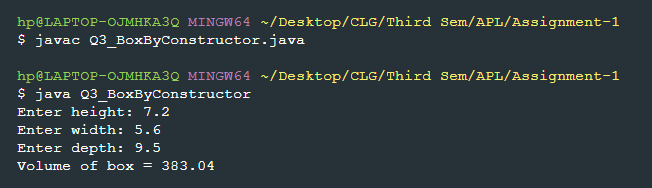 hp@LAPTOP-OJMHKA3Q MINGW64 ~/Desktop/CLG/Third Sem/APL/Assignment-1
$ javac Q3_BoxByConstructor.java
hp@LAPTOP-OJMHKA3Q MINGW64 ~/Desktop/CLG/Third Sem/APL/Assignment-1
$ java Q3_BoxByConstructor
Enter height: 7.2
Enter width: 5.6
Enter depth: 9.5
Volume of box = 383.04